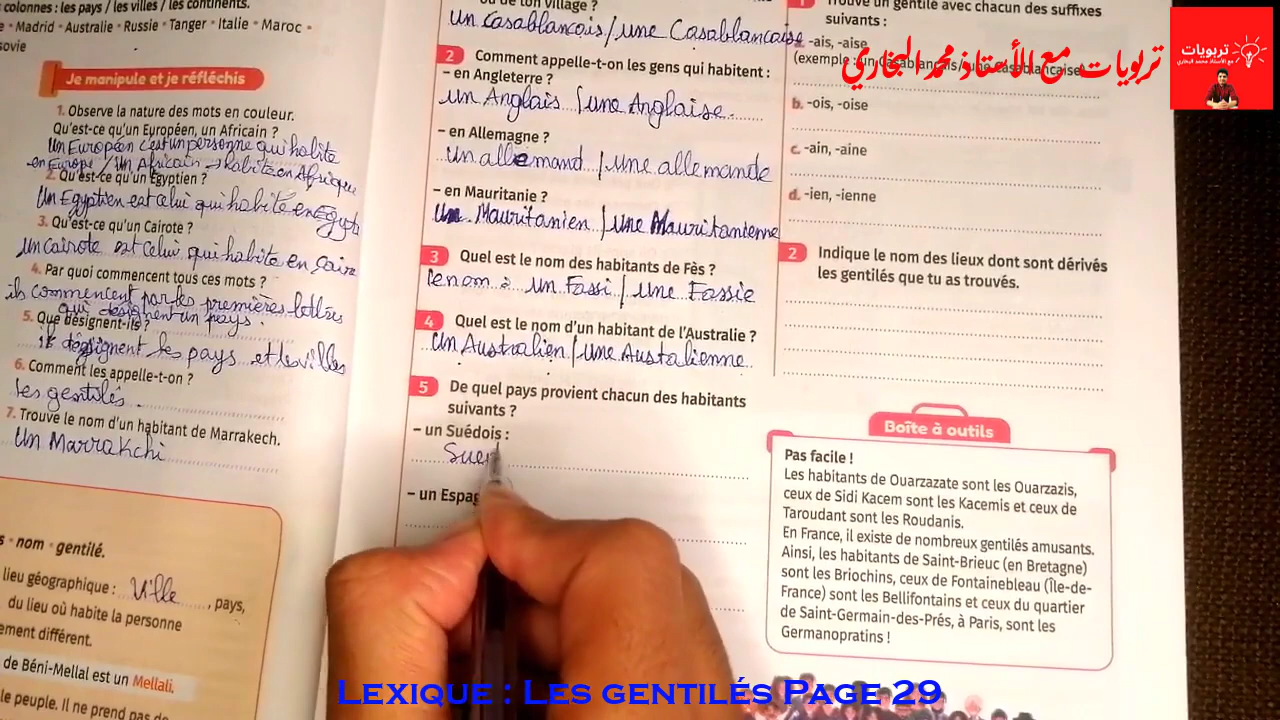 colonnes : les pays / les villes / les continents.
e • Madrid • Australie • Russie • Tanger • Italie • Maroc •
sovie
Je manipule et je réfléchis
1. Observe la nature des mots en couleur.
Qu'est-ce qu'un Européen, un Africain ?
Un Européen c'est un personne qui habite
en Europe / Un Africain → habite en Afrique
2. Qu'est-ce qu'un Égyptien ?
Un Egyptien est celui qui habite en Egypt
3. Qu'est-ce qu'un Cairote ?
Un cairote est celui qui habite en Caire
4. Par quoi commencent tous ces mots ?
ils commencent par les premières lettres
qui désignent un pays.
5. Que désignent-ils ?
ils désignent les pays et les villes
6. Comment les appelle-t-on ?
Les gentilés.
7. Trouve le nom d'un habitant de Marrakech.
Un Marrakchi
s • nom • gentilé.
lieu géographique : Ville, pays,
du lieu où habite la personne
ement différent.
de Béni-Mellal est un Mellali.
le peuple. Il ne prend pas de
ou de ton village ?
Un Casablancois / une Casablancaise
2 Comment appelle-t-on les gens qui habitent :
– en Angleterre ?
un Anglais / une Anglaise.
– en Allemagne ?
un allemand / une allemande
– en Mauritanie ?
un Mauritanien / une Mauritanienne
3 Quel est le nom des habitants de Fès ?
le nom : un Fassi / une Fassie
4 Quel est le nom d'un habitant de l'Australie ?
Un Australien / une Austalienne.
5 De quel pays provient chacun des habitants
suivants ?
– un Suédois :
Sue
– un Espag
1 Trouve un gentilé avec chacun des suffixes
suivants :
a. -ais, -aise
(exemple : un Casablancais/une Casablancaise)
b. -ois, -oise
c. -ain, -aine
d. -ien, -ienne
2 Indique le nom des lieux dont sont dérivés
les gentilés que tu as trouvés.
Boîte à outils
Pas facile !
Les habitants de Ouarzazate sont les Ouarzazis,
ceux de Sidi Kacem sont les Kacemis et ceux de
Taroudant sont les Roudanis.
En France, il existe de nombreux gentilés amusants.
Ainsi, les habitants de Saint-Brieuc (en Bretagne)
sont les Briochins, ceux de Fontainebleau (Île-de-
France) sont les Bellifontains et ceux du quartier
de Saint-Germain-des-Prés, à Paris, sont les
Germanopratins !
تربويات مع الأستاذ محمد البخاري
تربويات
مع الأستاذ محمد البخاري
Lexique : Les gentilés Page 29